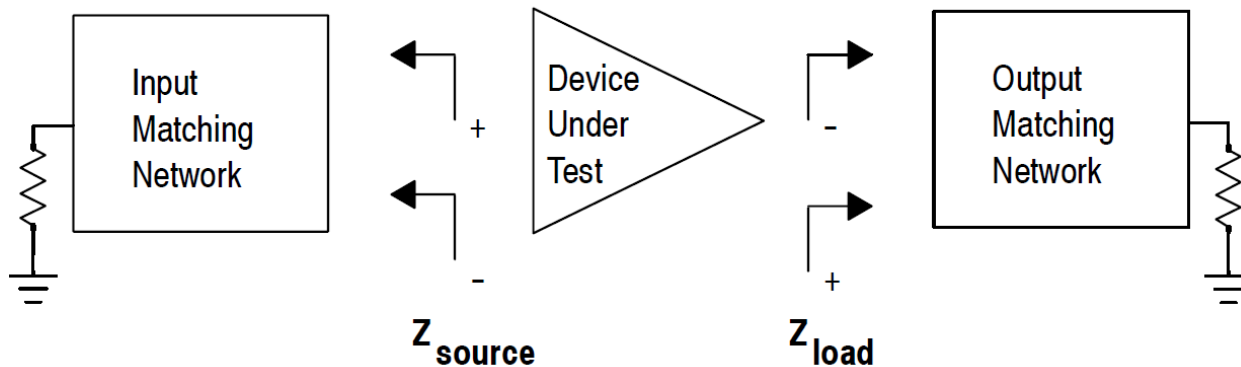 Input
Matching
Network
+
-
Z source
Device
Under
Test
-
+
Z load
Output
Matching
Network